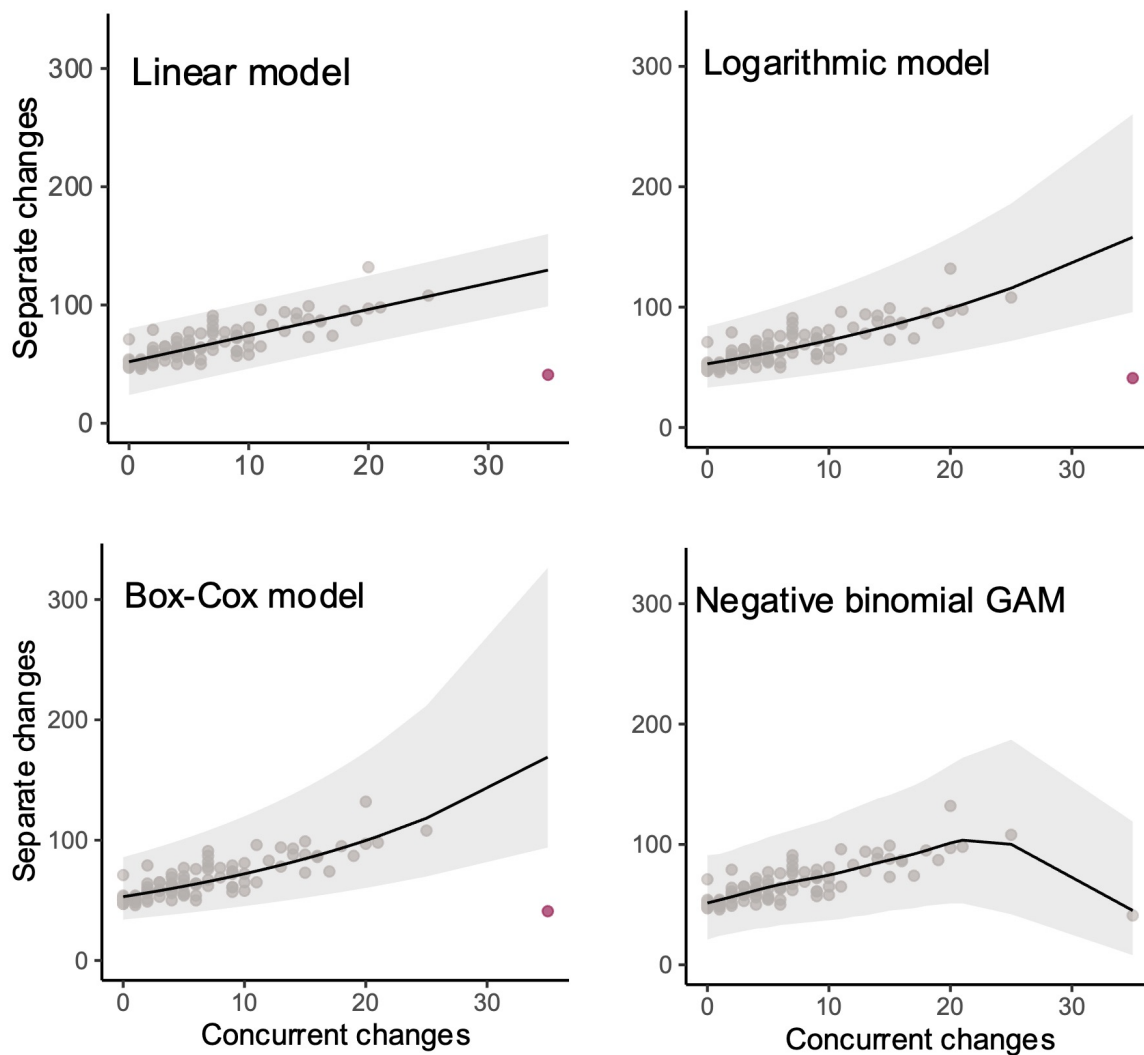 Linear model
Separate changes
300
200
100
0
0 10 20 30
Logarithmic model
300
200
100
0
0 10 20 30
Box-Cox model
Separate changes
300
200
100
0
0 10 20 30
Concurrent changes
Negative binomial GAM
300
200
100
0
0 10 20 30
Concurrent changes